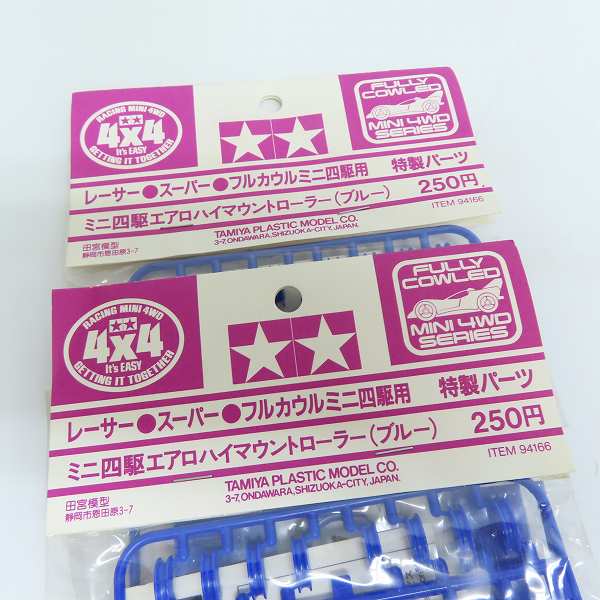 RACING MINI 4WD
4x4
It's EASY
GETTING IT TOGETHER
FULLY
COWLED
MINI 4WD
SERIES
レーサー●スーパー●フルカウルミニ四駆用 特製パーツ
ミニ四駆エアロハイマウントローラー(ブルー) 250円
田宮模型
静岡市恩田原3-7
TAMIYA PLASTIC MODEL CO.
3-7, ONDAWARA, SHIZUOKA-CITY, JAPAN.
ITEM 94166
RACING MINI 4WD
4x4
It's EASY
GETTING IT TOGETHER
FULLY
COWLED
MINI 4WD
SERIES
レーサー●スーパー●フルカウルミニ四駆用 特製パーツ
ミニ四駆エアロハイマウントローラー(ブルー) 250円
田宮模型
静岡市恩田原3-7
TAMIYA PLASTIC MODEL CO.
3-7, ONDAWARA, SHIZUOKA-CITY, JAPAN.
ITEM 94166